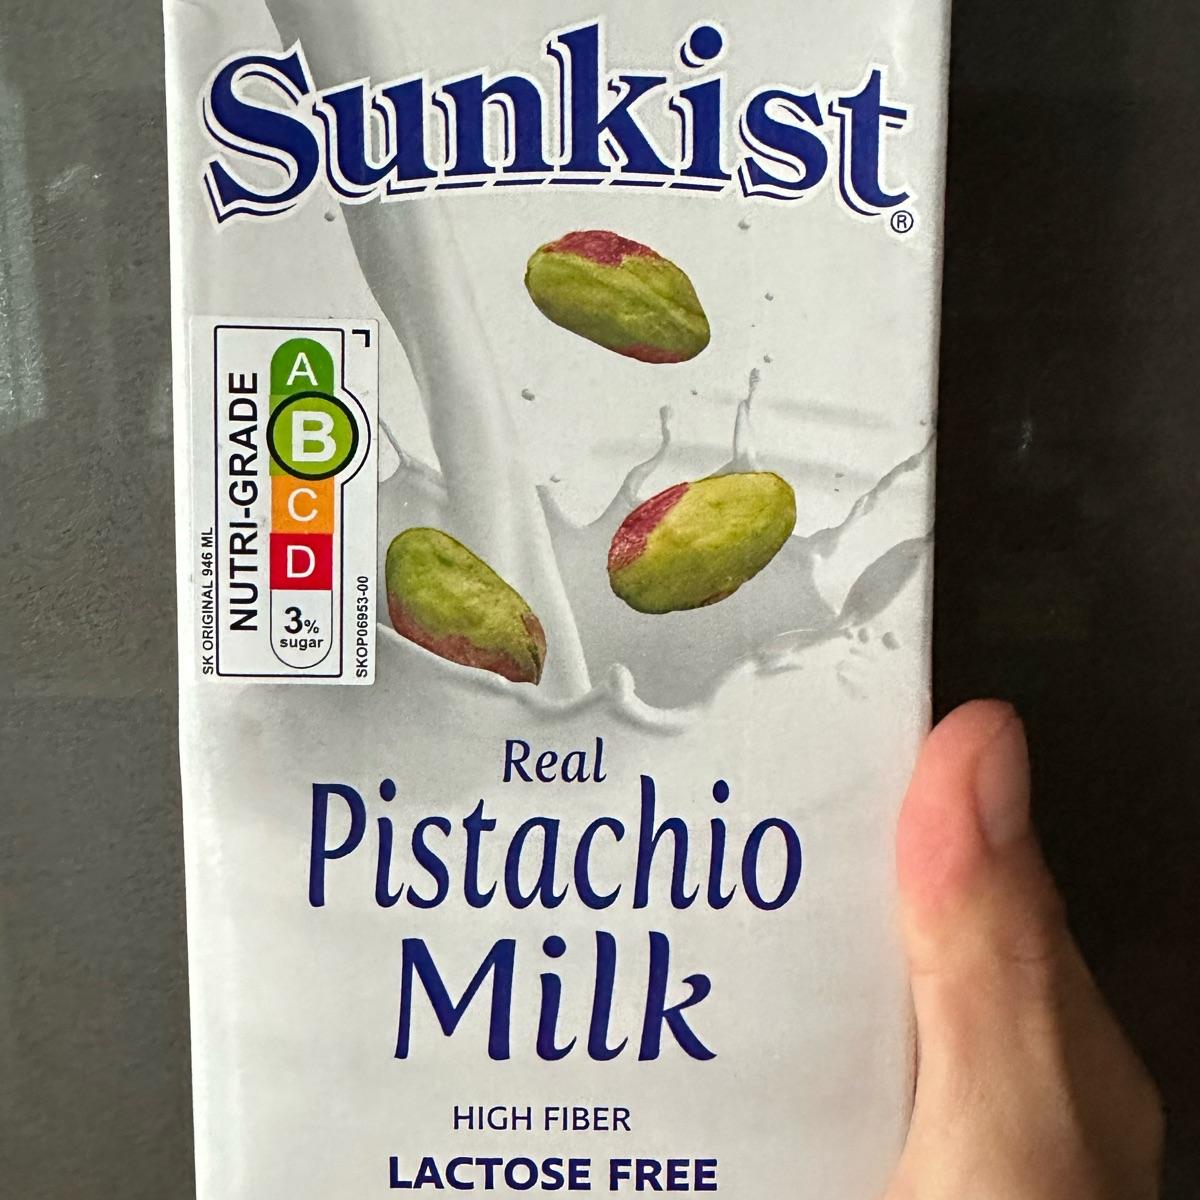 Sunkist®
SK ORIGINAL 946 ML
NUTRI-GRADE
A
B
C
D
3%
sugar
SKOP06953-00
Real
Pistachio
Milk
HIGH FIBER
LACTOSE FREE